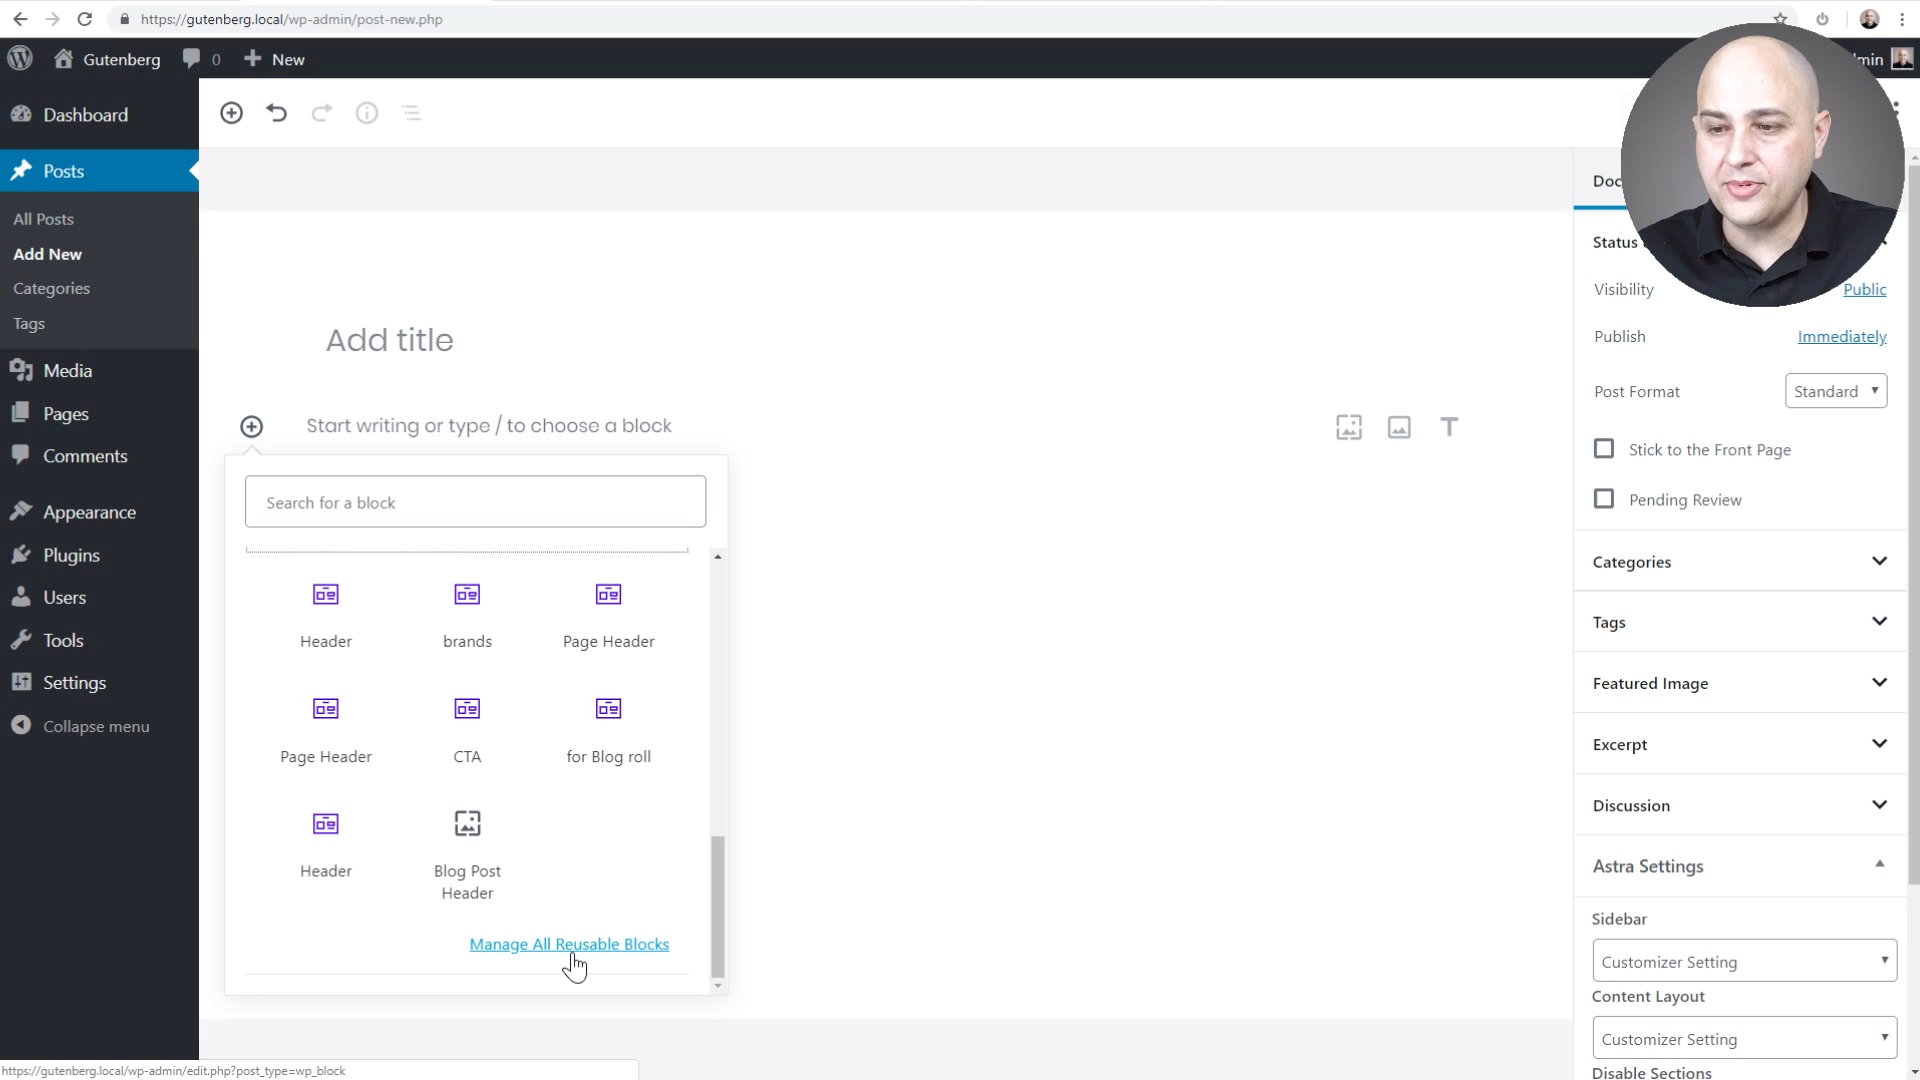 https://gutenberg.local/wp-admin/post-new.php
Gutenberg
0
New
min
Dashboard
Posts
All Posts
Add New
Categories
Tags
Media
Pages
Comments
Appearance
Plugins
Users
Tools
Settings
Collapse menu
Add title
Start writing or type / to choose a block
Search for a block
Header
brands
Page Header
Page Header
CTA
for Blog roll
Header
Blog Post
Header
Manage All Reusable Blocks
Doc
Status
Visibility
Public
Publish
Immediately
Post Format
Standard
Stick to the Front Page
Pending Review
Categories
Tags
Featured Image
Excerpt
Discussion
Astra Settings
Sidebar
Customizer Setting
Content Layout
Customizer Setting
Disable Sections
https://gutenberg.local/wp-admin/edit.php?post_type=wp_block